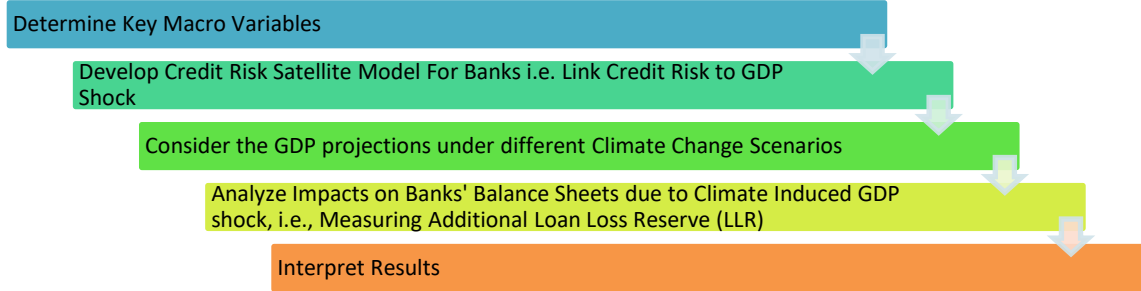 Determine Key Macro Variables
Develop Credit Risk Satellite Model For Banks i.e. Link Credit Risk to GDP
Shock
Consider the GDP projections under different Climate Change Scenarios
Analyze Impacts on Banks' Balance Sheets due to Climate Induced GDP
shock, i.e., Measuring Additional Loan Loss Reserve (LLR)
Interpret Results